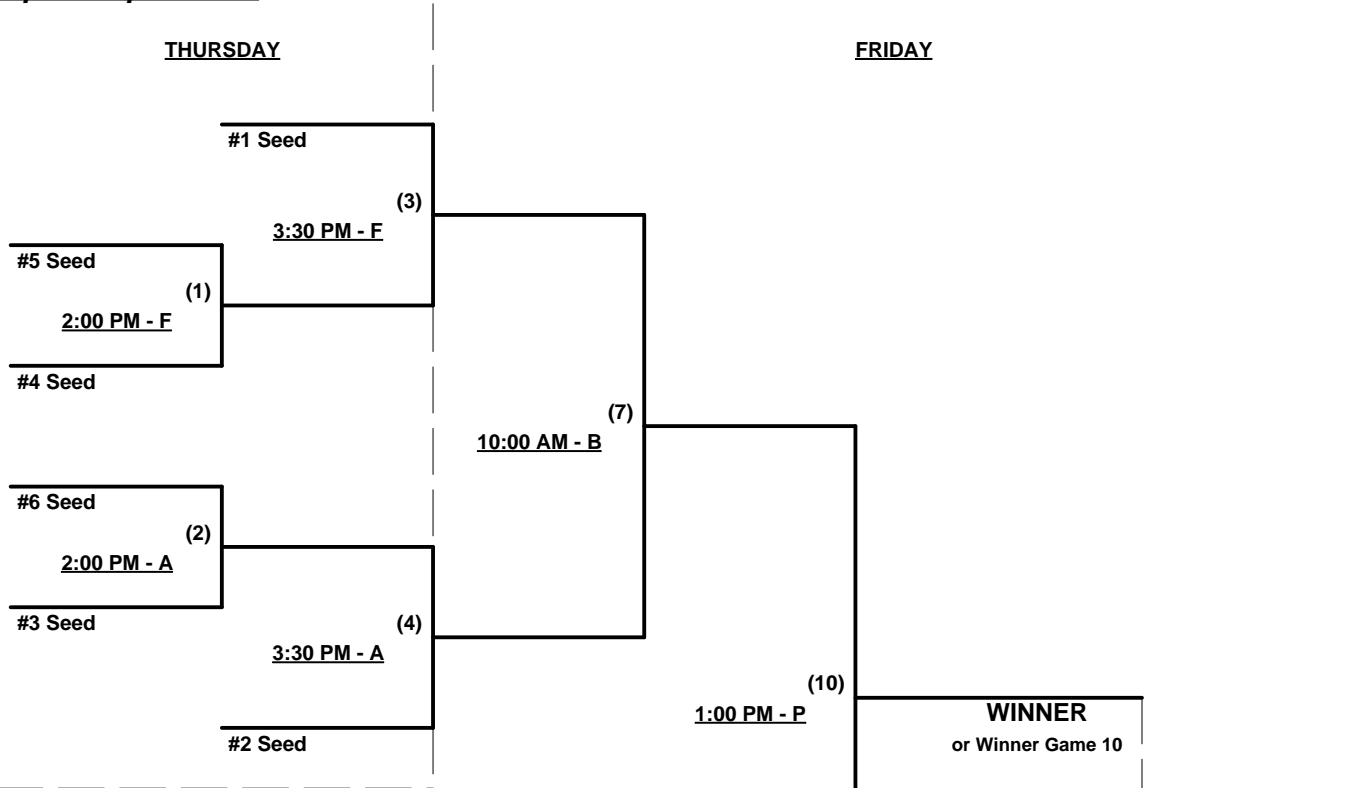 THURSDAY
FRIDAY
#1 Seed
(3)
3:30 PM - F
#5 Seed
(1)
2:00 PM - F
#4 Seed
(7)
10:00 AM - B
#6 Seed
(2)
2:00 PM - A
#3 Seed
(4)
3:30 PM - A
(10)
1:00 PM - P
WINNER
or Winner Game 10
#2 Seed